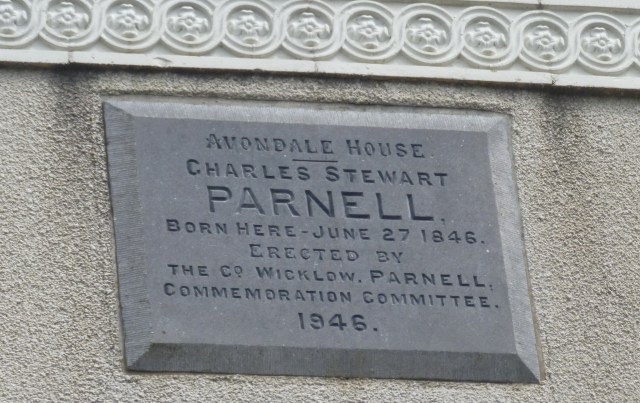 AVONDALE HOUSE
CHARLES STEWART
PARNELL.
BORN HERE - JUNE 27 1846.
ERECTED BY
THE CO WICKLOW. PARNELL.
COMMEMORATION COMMITTEE.
1946.